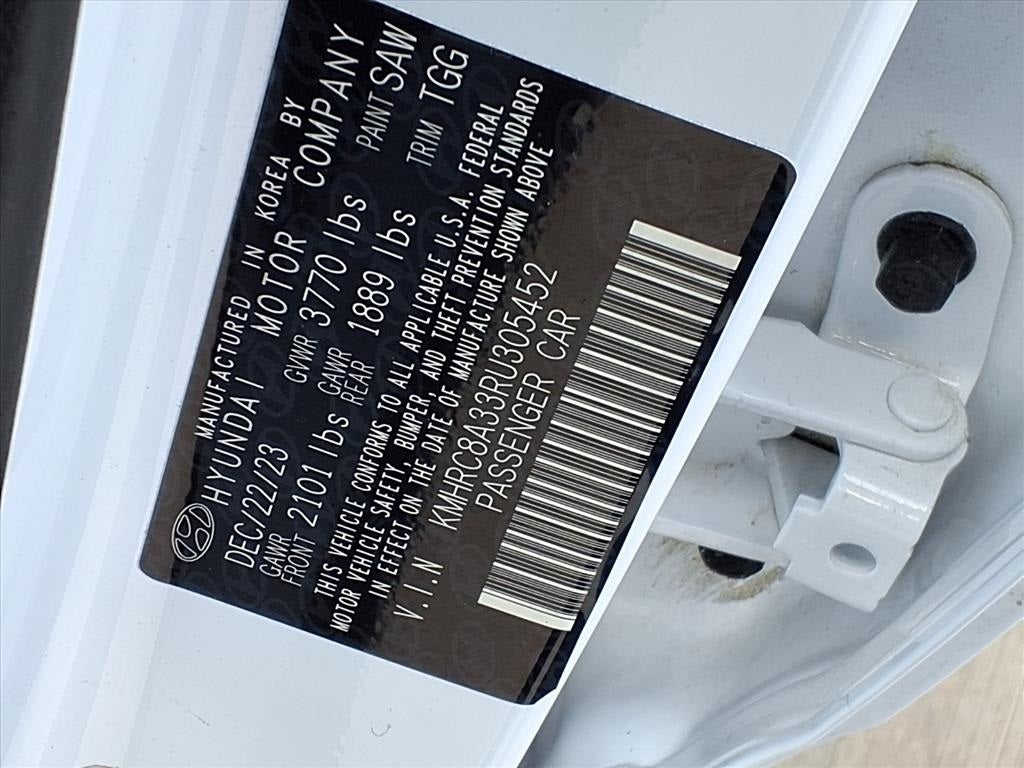 MANUFACTURED IN KOREA BY
HYUNDAI MOTOR COMPANY
DEC/22/23 GVWR 3770 lbs PAINT SAW
GAWR FRONT 2101 lbs GAWR REAR 1889 lbs TRIM TGG
THIS VEHICLE CONFORMS TO ALL APPLICABLE U.S.A. FEDERAL
MOTOR VEHICLE SAFETY, BUMPER, AND THEFT PREVENTION STANDARDS
IN EFFECT ON THE DATE OF MANUFACTURE SHOWN ABOVE
V.I.N KMHRC8A33RU305452
PASSENGER CAR